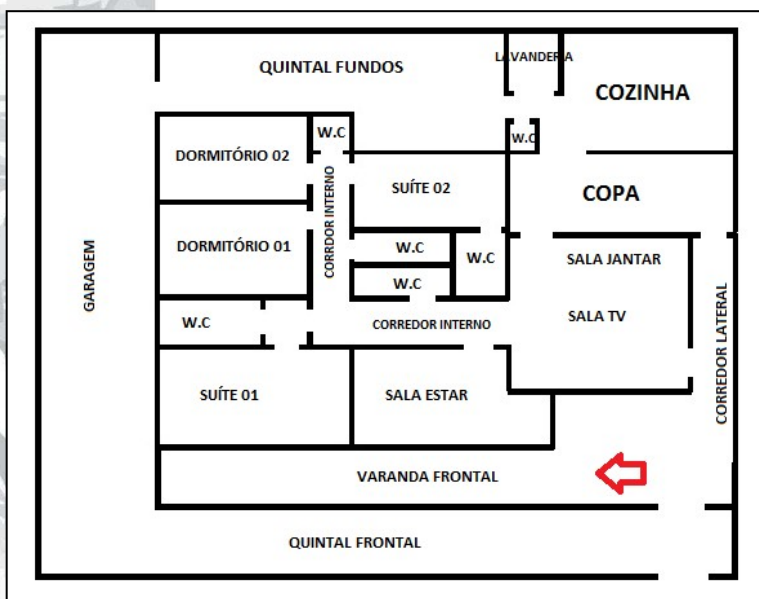 LAVANDERIA
QUINTAL FUNDOS
COZINHA
W.C
W.C
DORMITÓRIO 02
SUÍTE 02
COPA
CORRDOR INTERNO
DORMITÓRIO 01
W.C
W.C
SALA JANTAR
GARAGEM
W.C
W.C
CORREDOR INTERNO
SALA TV
CORREDOR LATERAL
SUÍTE 01
SALA ESTAR
VARANDA FRONTAL
QUINTAL FRONTAL